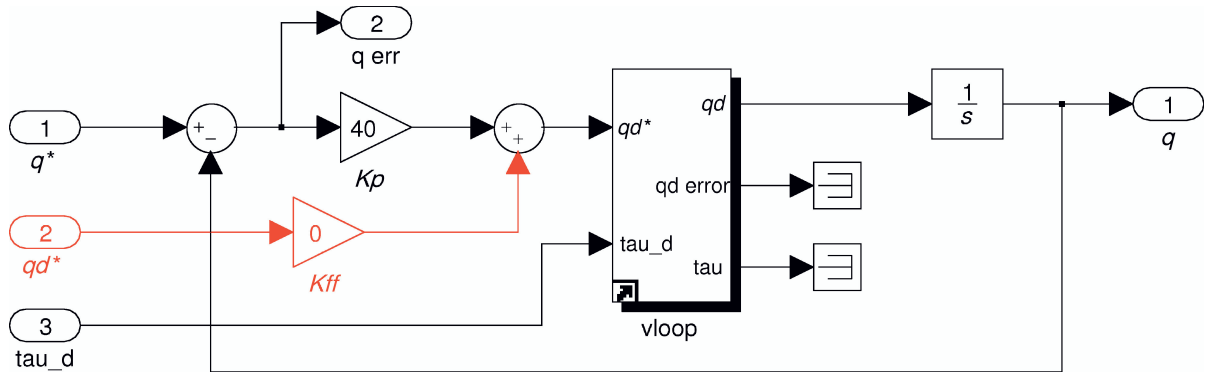 2
q err
1
q*
+
−
40
Kp
+
+
qd*
qd
qd error
tau_d
tau
vloop
1
s
1
q
2
qd*
0
Kff
3
tau_d